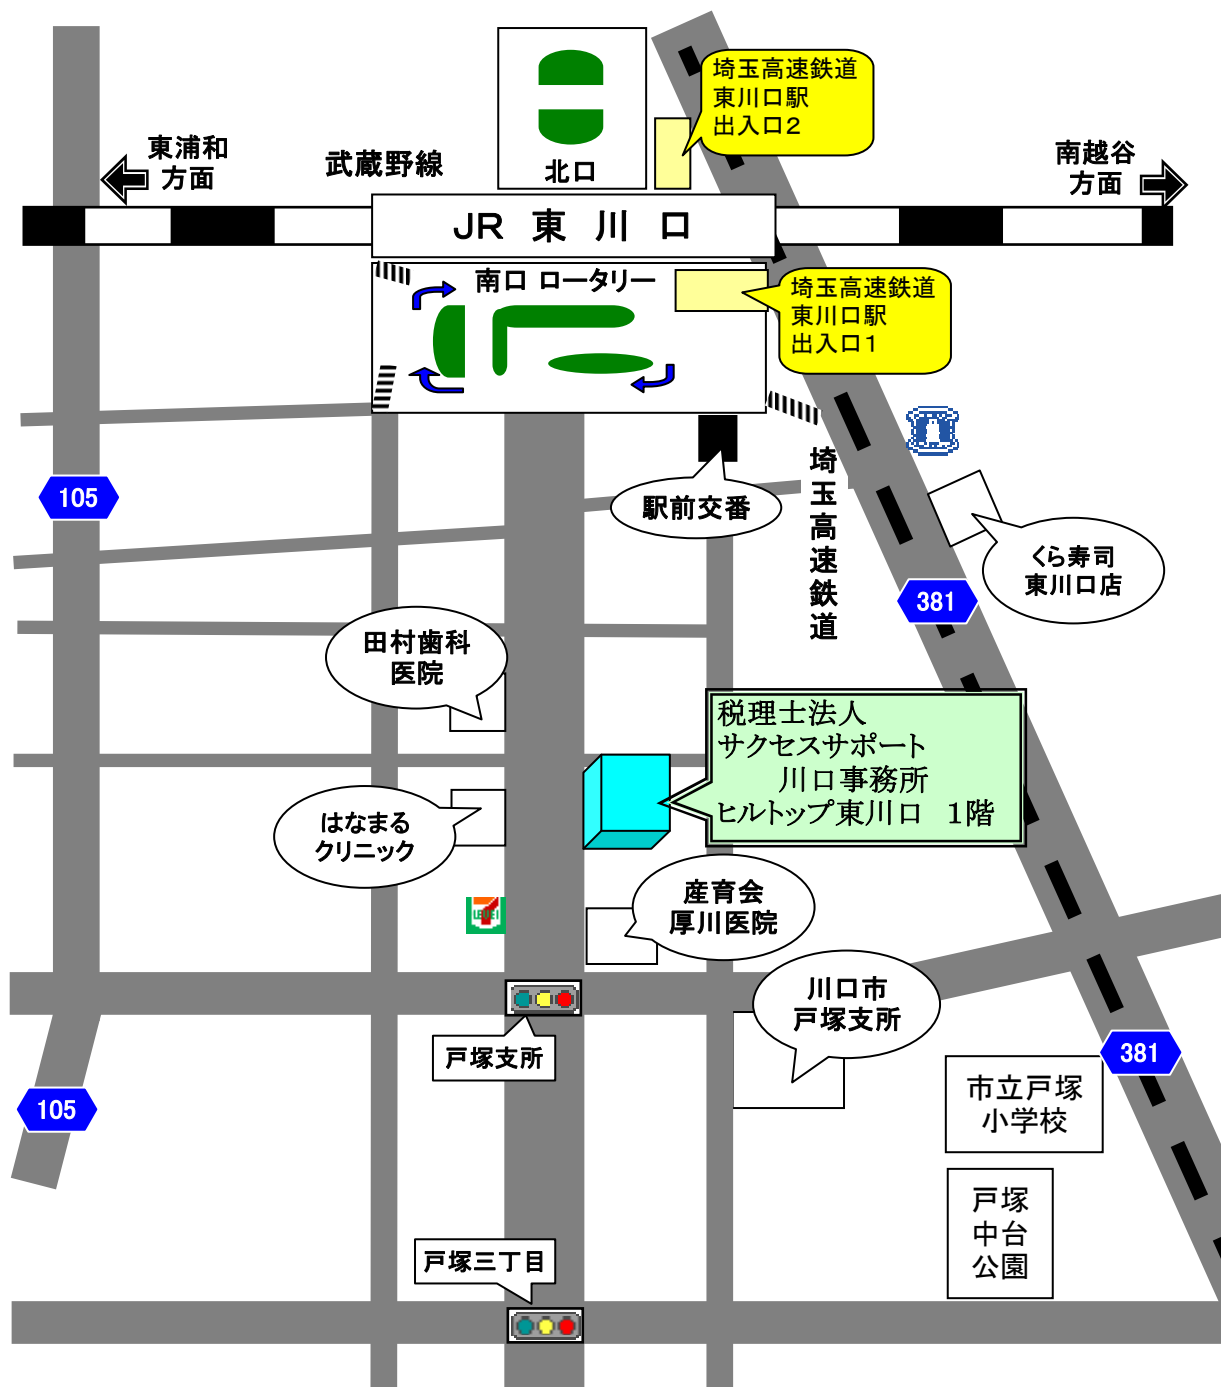 埼玉高速鉄道
東川口駅
出入口2
東浦和
方面
武蔵野線
北口
南越谷
方面
JR 東 川 口
南口 ロータリー
埼玉高速鉄道
東川口駅
出入口1
埼玉高速鉄道
105
駅前交番
くら寿司
東川口店
381
田村歯科
医院
税理士法人
サクセスサポート
川口事務所
ヒルトップ東川口 1階
はなまる
クリニック
産育会
厚川医院
川口市
戸塚支所
戸塚支所
381
105
市立戸塚
小学校
戸塚
中台
公園
戸塚三丁目